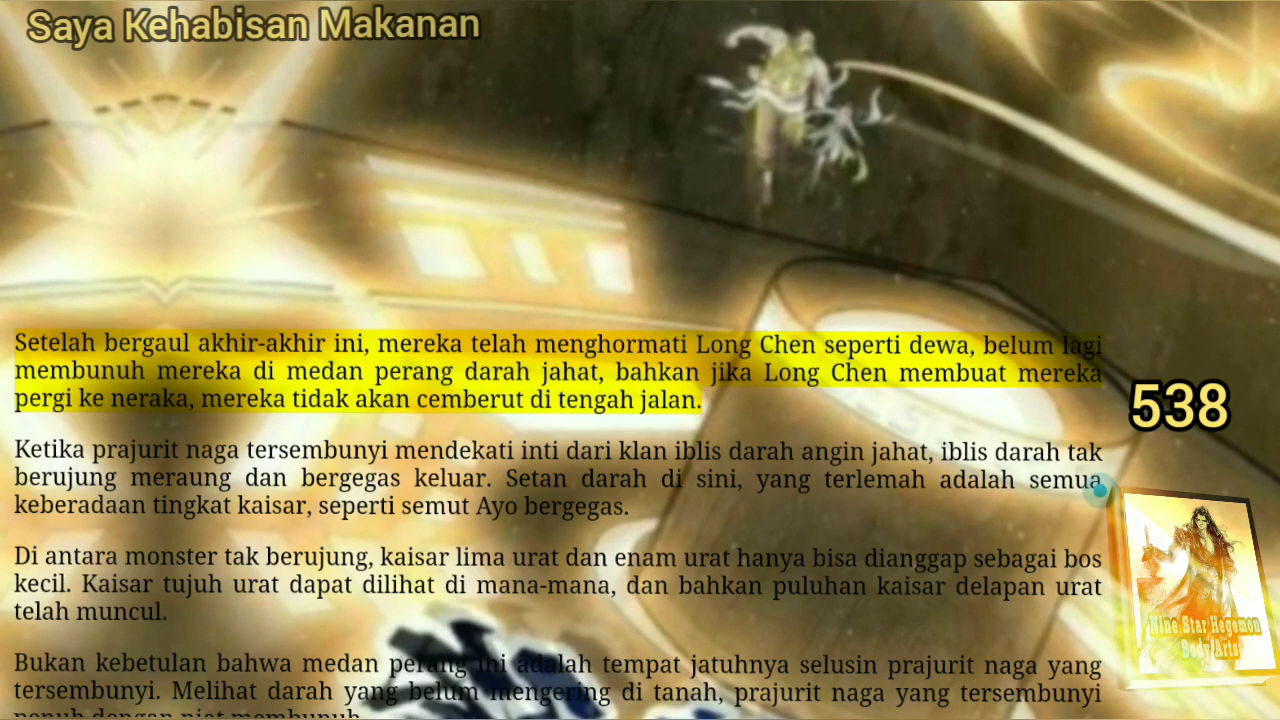 Saya Kehabisan Makanan
Setelah bergaul akhir-akhir ini, mereka telah menghormati Long Chen seperti dewa, belum lagi
membunuh mereka di medan perang darah jahat, bahkan jika Long Chen membuat mereka
pergi ke neraka, mereka tidak akan cemberut di tengah jalan.
538
Ketika prajurit naga tersembunyi mendekati inti dari klan iblis darah angin jahat, iblis darah tak
berujung meraung dan bergegas keluar. Setan darah di sini, yang terlemah adalah semua
keberadaan tingkat kaisar, seperti semut Ayo bergegas.
Di antara monster tak berujung, kaisar lima urat dan enam urat hanya bisa dianggap sebagai bos
kecil. Kaisar tujuh urat dapat dilihat di mana-mana, dan bahkan puluhan kaisar delapan urat
telah muncul.
Nine Star Hegemon
Body Arts
Bukan kebetulan bahwa medan perang ini adalah tempat jatuhnya selusin prajurit naga yang
tersembunyi. Melihat darah yang belum mengering di tanah, prajurit naga yang tersembunyi
penuh dengan niat membunuh.